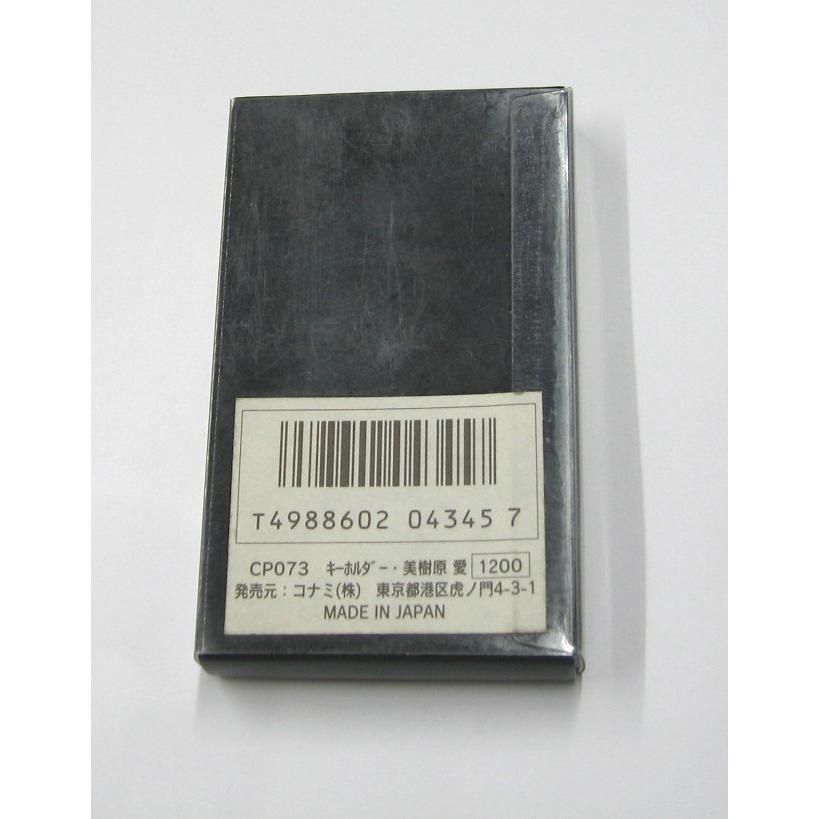 T4988602 04345 7
CP073 ｷｰﾎﾙﾀﾞｰ・美樹原 愛 1200
発売元：コナミ(株) 東京都港区虎ノ門4-3-1
MADE IN JAPAN